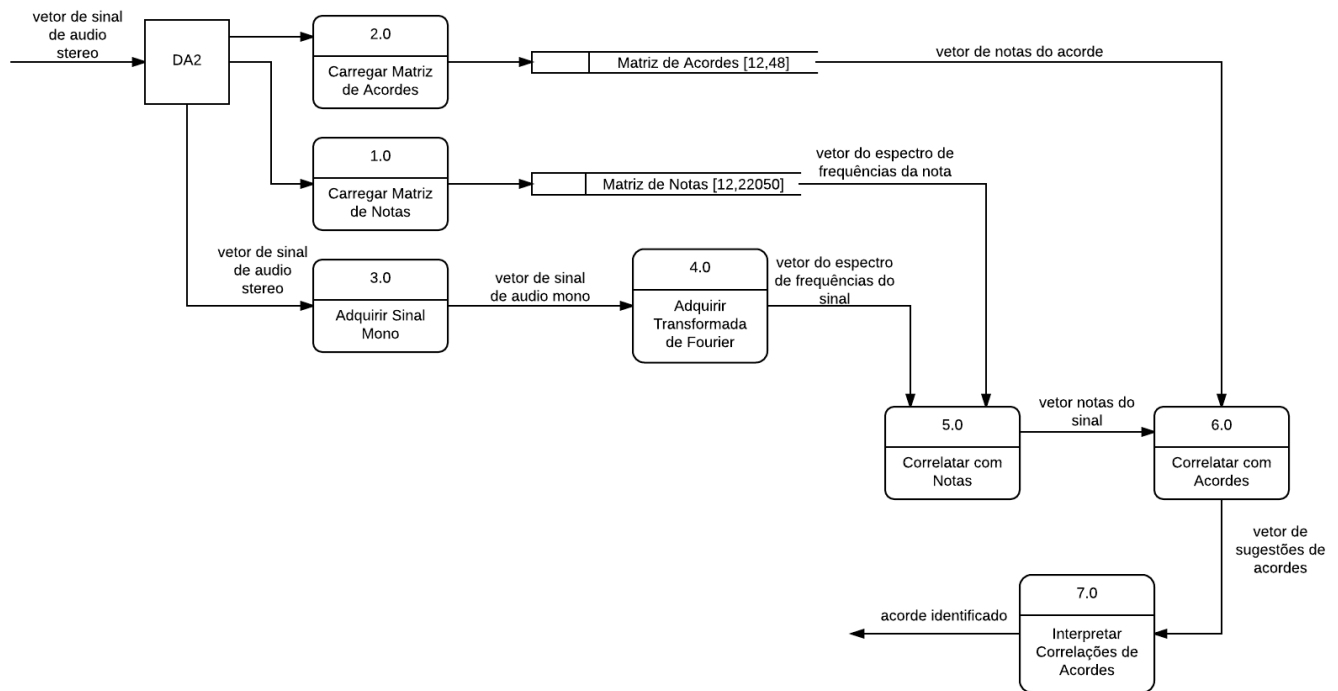 vetor de sinal
de audio
stereo
DA2
2.0
Carregar Matriz
de Acordes
Matriz de Acordes [12,48]
vetor de notas do acorde
1.0
Carregar Matriz
de Notas
Matriz de Notas [12,22050]
vetor do espectro de
frequências da nota
vetor de sinal
de audio
stereo
3.0
Adquirir Sinal
Mono
vetor de sinal
de audio mono
4.0
Adquirir
Transformada
de Fourier
vetor do espectro
de frequências do
sinal
5.0
Correlatar com
Notas
vetor notas do
sinal
6.0
Correlatar com
Acordes
vetor de
sugestões de
acordes
7.0
Interpretar
Correlações de
Acordes
acorde identificado